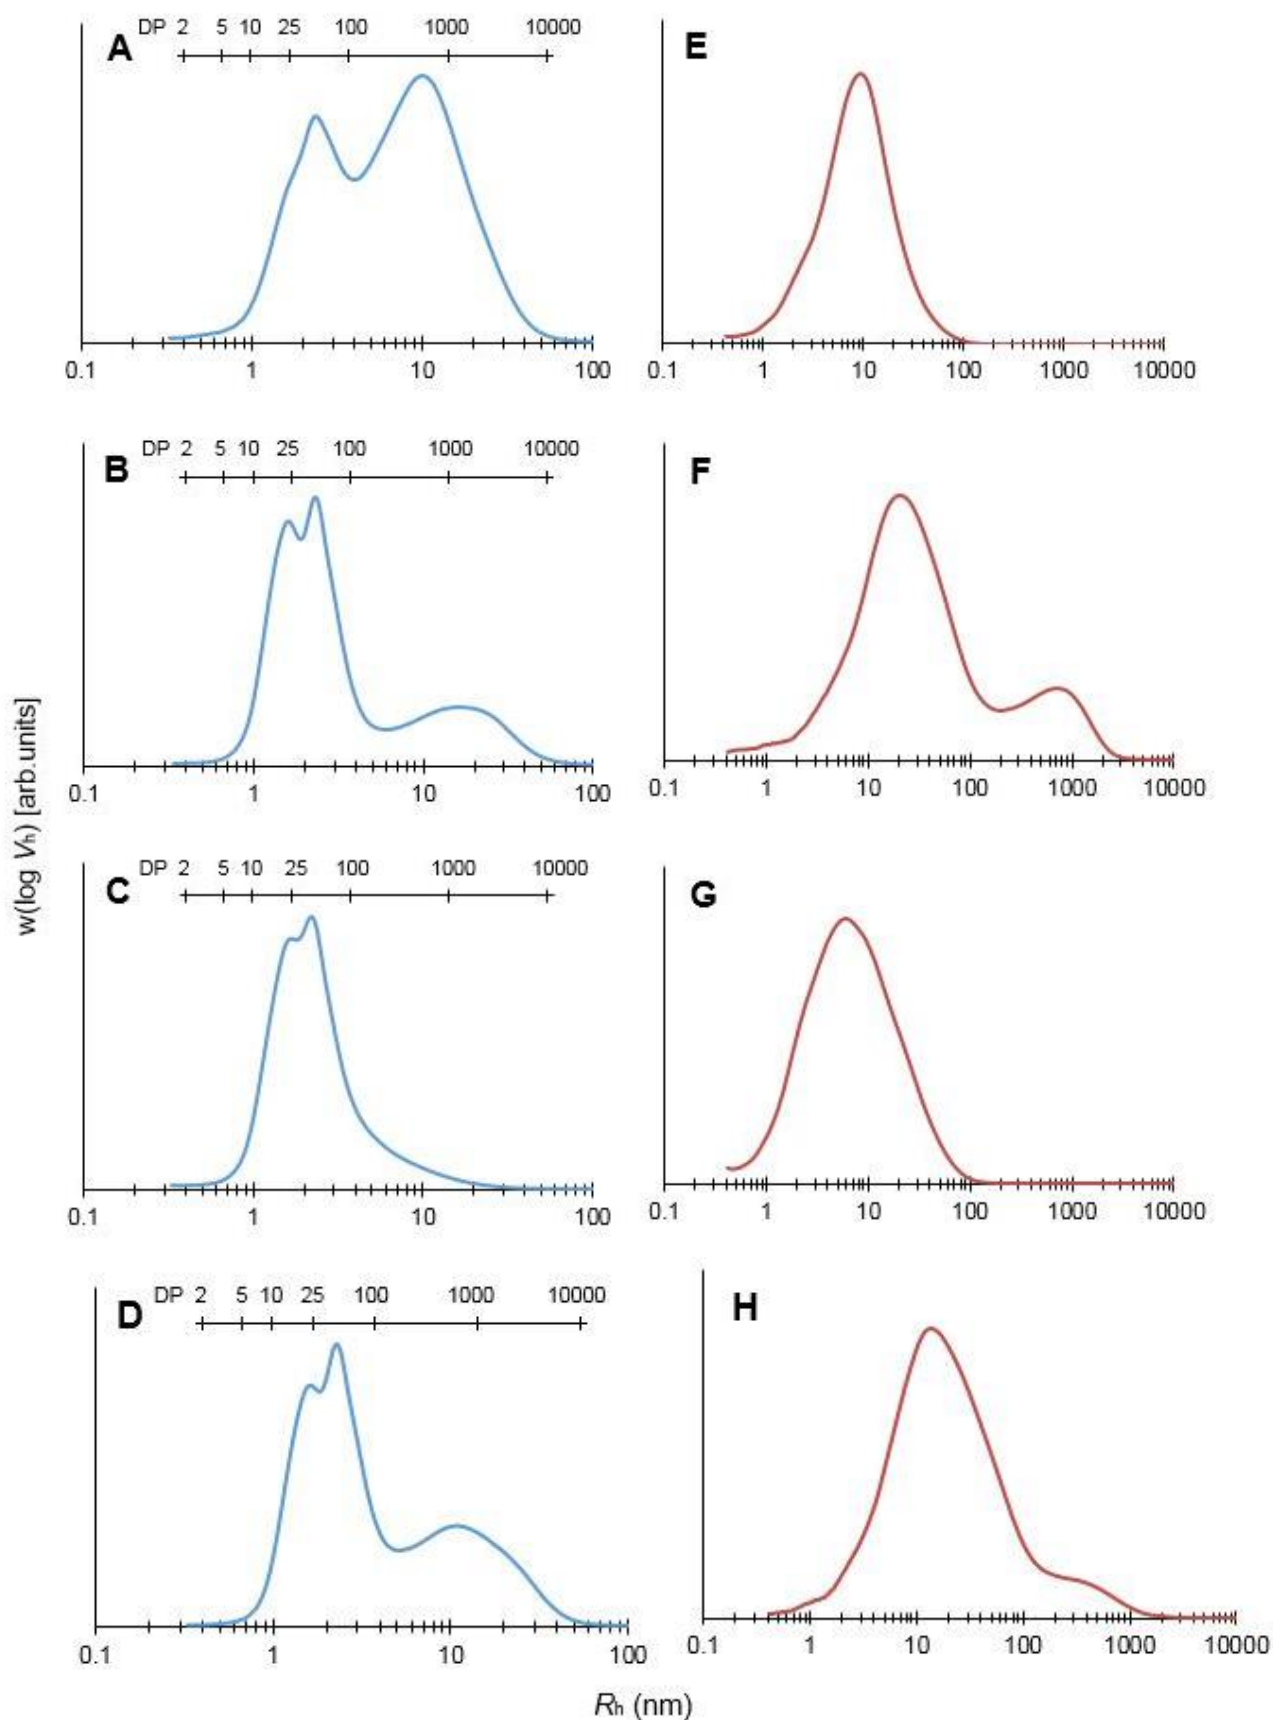 A DP 2 5 10 25 100 1000 10000
0.1 1 10 100
E
0.1 1 10 100 1000 10000
B DP 2 5 10 25 100 1000 10000
0.1 1 10 100
F
0.1 1 10 100 1000 10000
C DP 2 5 10 25 100 1000 10000
0.1 1 10 100
G
0.1 1 10 100 1000 10000
D DP 2 5 10 25 100 1000 10000
0.1 1 10 100
H
0.1 1 10 100 1000 10000
w(log Vh) [arb.units]
Rh (nm)